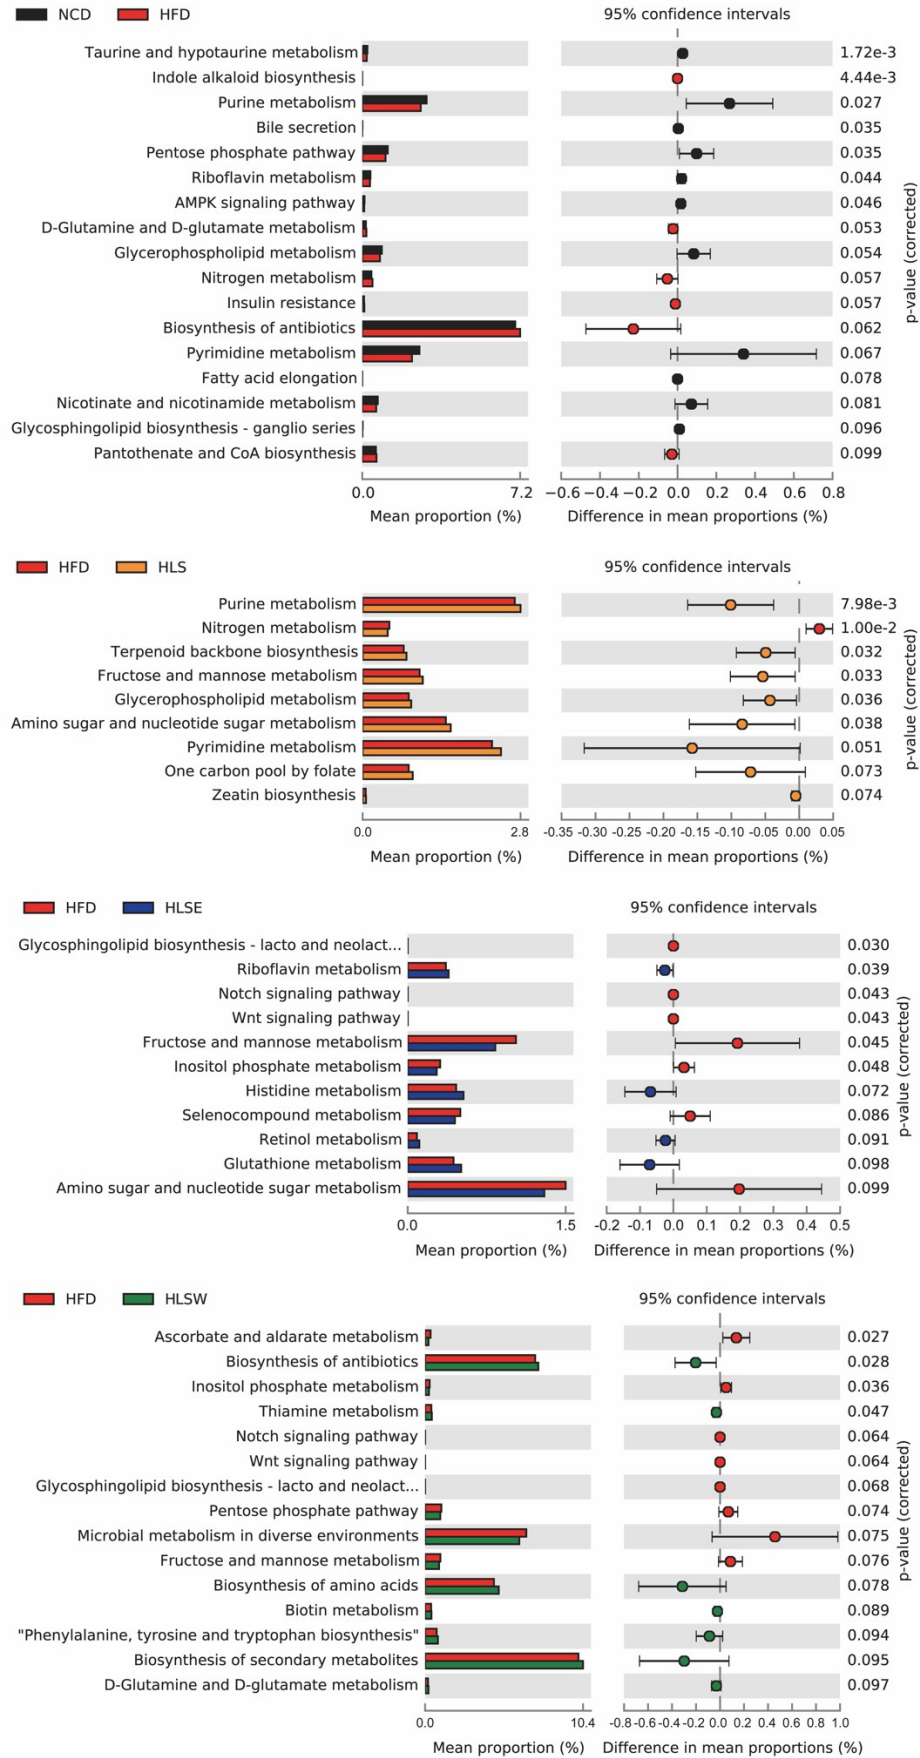 NCD HFD 95% confidence intervals
Taurine and hypotaurine metabolism 1.72e-3
Indole alkaloid biosynthesis 4.44e-3
Purine metabolism 0.027
Bile secretion 0.035
Pentose phosphate pathway 0.035
Riboflavin metabolism 0.044
AMPK signaling pathway 0.046
D-Glutamine and D-glutamate metabolism 0.053
Glycerophospholipid metabolism 0.054
Nitrogen metabolism 0.057
Insulin resistance 0.057
Biosynthesis of antibiotics 0.062
Pyrimidine metabolism 0.067
Fatty acid elongation 0.078
Nicotinate and nicotinamide metabolism 0.081
Glycosphingolipid biosynthesis - ganglio series 0.096
Pantothenate and CoA biosynthesis 0.099
p-value (corrected)
0.0 7.2 −0.6 −0.4 −0.2 0.0 0.2 0.4 0.6 0.8
Mean proportion (%) Difference in mean proportions (%)
HFD HLS 95% confidence intervals
Purine metabolism 7.98e-3
Nitrogen metabolism 1.00e-2
Terpenoid backbone biosynthesis 0.032
Fructose and mannose metabolism 0.033
Glycerophospholipid metabolism 0.036
Amino sugar and nucleotide sugar metabolism 0.038
Pyrimidine metabolism 0.051
One carbon pool by folate 0.073
Zeatin biosynthesis 0.074
p-value (corrected)
0.0 2.8 -0.35 -0.30 -0.25 -0.20 -0.15 -0.10 -0.05 0.00 0.05
Mean proportion (%) Difference in mean proportions (%)
HFD HLSE 95% confidence intervals
Glycosphingolipid biosynthesis - lacto and neolact... 0.030
Riboflavin metabolism 0.039
Notch signaling pathway 0.043
Wnt signaling pathway 0.043
Fructose and mannose metabolism 0.045
Inositol phosphate metabolism 0.048
Histidine metabolism 0.072
Selenocompound metabolism 0.086
Retinol metabolism 0.091
Glutathione metabolism 0.098
Amino sugar and nucleotide sugar metabolism 0.099
p-value (corrected)
0.0 1.5 -0.2 -0.1 0.0 0.1 0.2 0.3 0.4 0.5
Mean proportion (%) Difference in mean proportions (%)
HFD HLSW 95% confidence intervals
Ascorbate and aldarate metabolism 0.027
Biosynthesis of antibiotics 0.028
Inositol phosphate metabolism 0.036
Thiamine metabolism 0.047
Notch signaling pathway 0.064
Wnt signaling pathway 0.064
Glycosphingolipid biosynthesis - lacto and neolact... 0.068
Pentose phosphate pathway 0.074
Microbial metabolism in diverse environments 0.075
Fructose and mannose metabolism 0.076
Biosynthesis of amino acids 0.078
Biotin metabolism 0.089
"Phenylalanine, tyrosine and tryptophan biosynthesis" 0.094
Biosynthesis of secondary metabolites 0.095
D-Glutamine and D-glutamate metabolism 0.097
p-value (corrected)
0.0 10.4 -0.8 -0.6 -0.4 -0.2 0.0 0.2 0.4 0.6 0.8 1.0
Mean proportion (%) Difference in mean proportions (%)